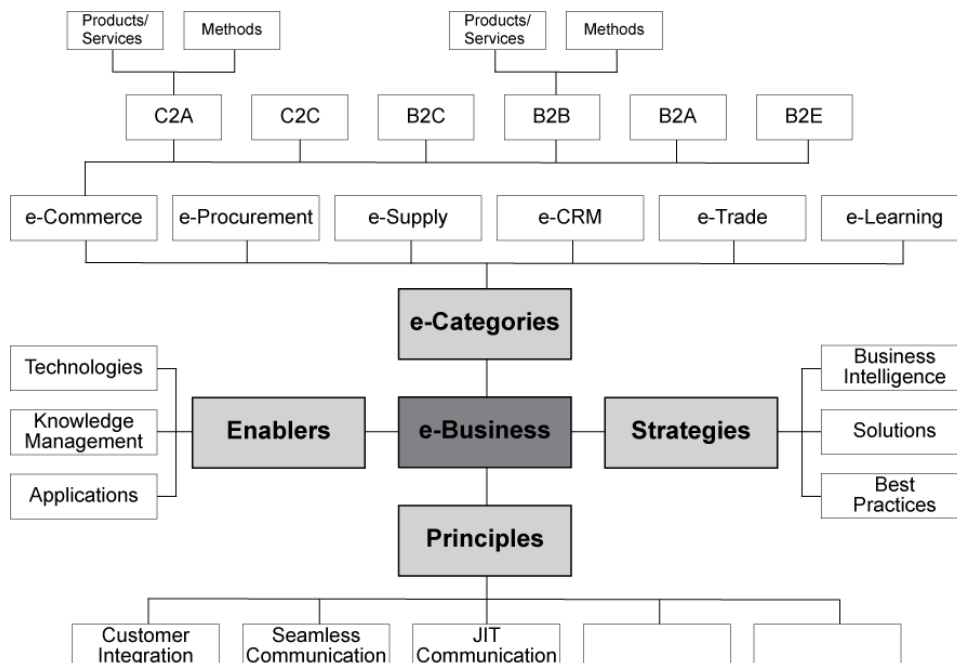 Products/
Services
Methods
Products/
Services
Methods
C2A
C2C
B2C
B2B
B2A
B2E
e-Commerce
e-Procurement
e-Supply
e-CRM
e-Trade
e-Learning
e-Categories
Technologies
Knowledge
Management
Applications
Enablers
e-Business
Strategies
Business
Intelligence
Solutions
Best
Practices
Principles
Customer
Integration
Seamless
Communication
JIT
Communication